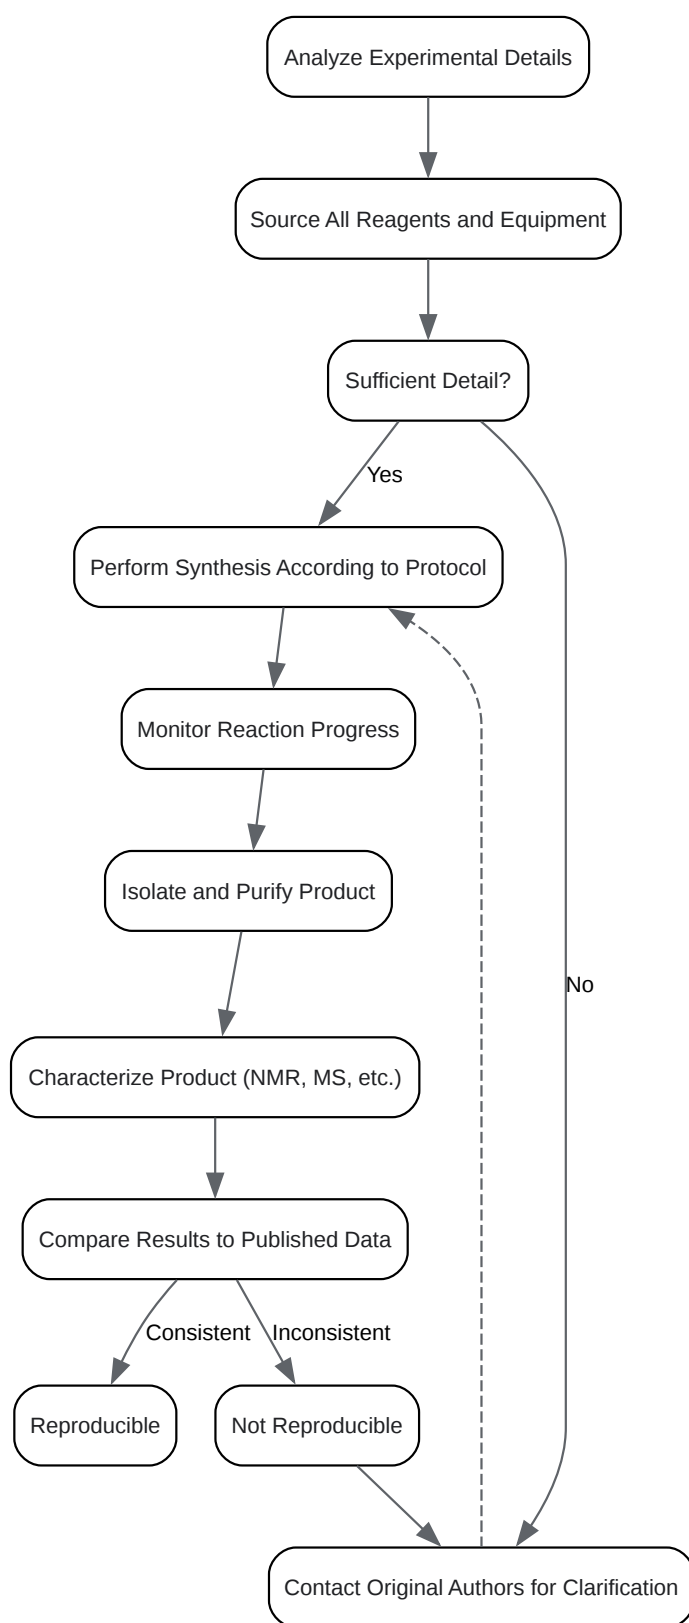 Analyze Experimental Details
Source All Reagents and Equipment
Sufficient Detail?
Yes
Perform Synthesis According to Protocol
Monitor Reaction Progress
Isolate and Purify Product
No
Characterize Product (NMR, MS, etc.)
Compare Results to Published Data
Consistent
Inconsistent
Reproducible
Not Reproducible
Contact Original Authors for Clarification